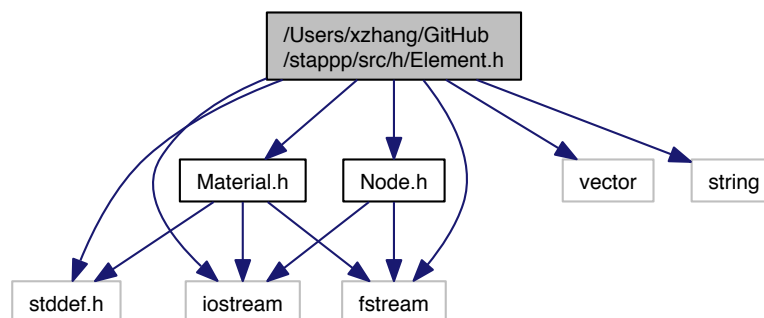 /Users/xzhang/GitHub
/stappp/src/h/Element.h
Material.h
Node.h
vector
string
stddef.h
iostream
fstream